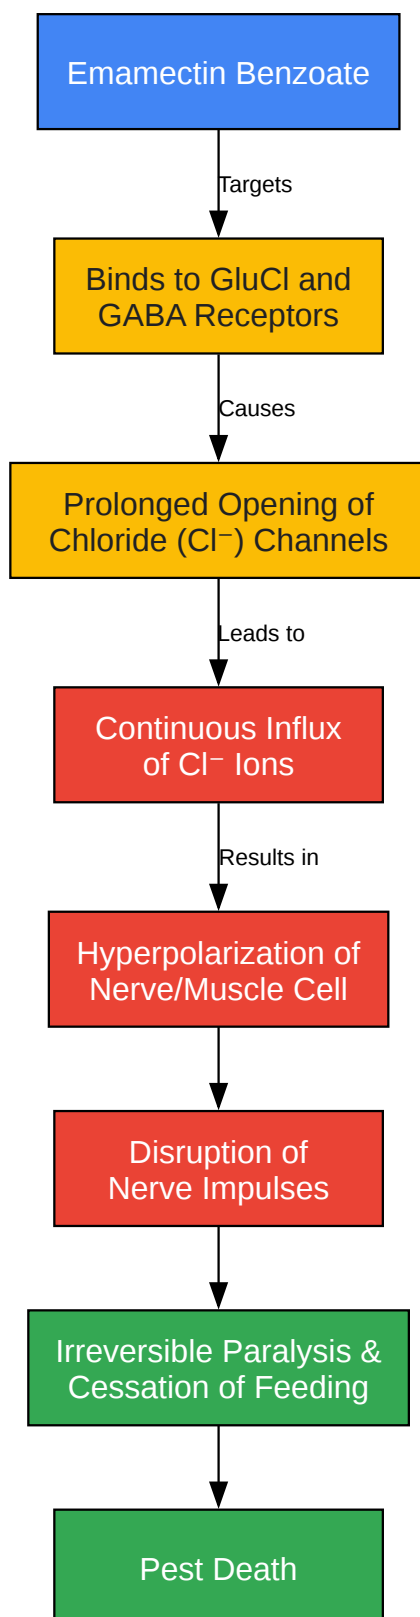 Emamectin Benzoate
Targets
Binds to GluCl and
GABA Receptors
Causes
Prolonged Opening of
Chloride (Cl⁻) Channels
Leads to
Continuous Influx
of Cl⁻ Ions
Results in
Hyperpolarization of
Nerve/Muscle Cell
Disruption of
Nerve Impulses
Irreversible Paralysis &
Cessation of Feeding
Pest Death